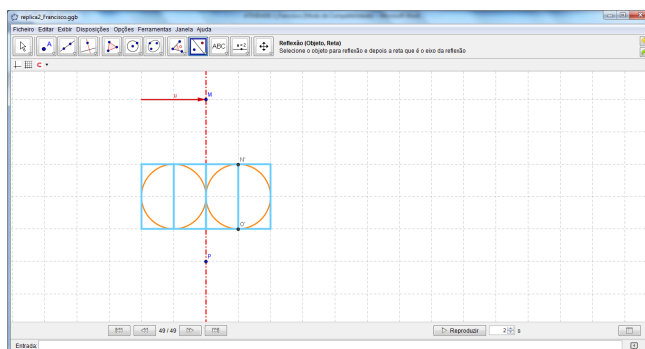 replica2_Francisco.ggb
Ficheiro Editar Exibir Disposições Opções Ferramentas Janela Ajuda
ABC
a=2
Reflexão (Objeto, Reta)
Selecione o objeto para reflexão e depois a reta que é o eixo da reflexão
u
M
N'
O'
P
49 / 49
Reproduzir
2
s
Entrada: